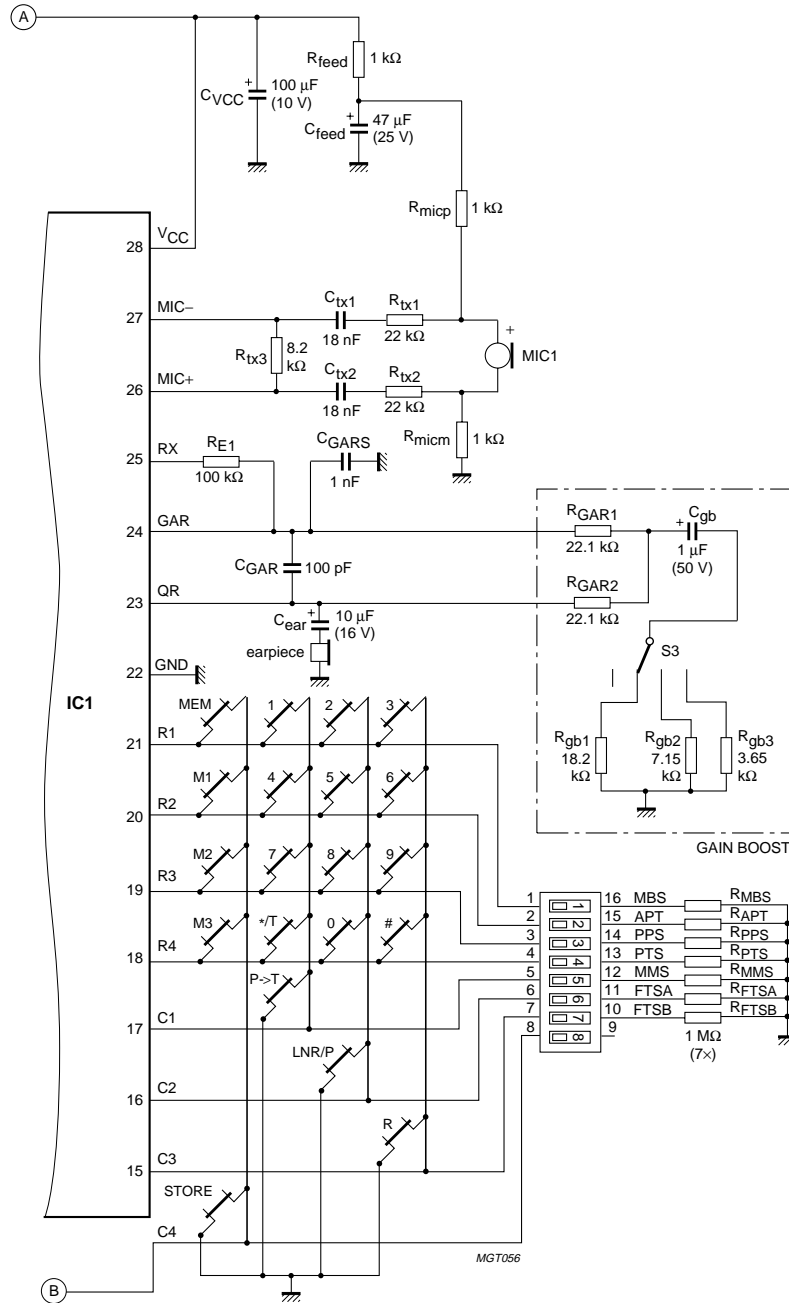 A
Rfeed
1 kΩ
CVCC
100 μF
(10 V)
Cfeed
47 μF
(25 V)
Rmicp
1 kΩ
VCC
28
MIC−
27
Ctx1
18 nF
Rtx1
22 kΩ
Rtx3
8.2
kΩ
MIC1
MIC+
26
Ctx2
18 nF
Rtx2
22 kΩ
Rmicm
1 kΩ
RX
25
RE1
100 kΩ
CGARS
1 nF
GAR
24
RGAR1
22.1 kΩ
Cgb
1 μF
(50 V)
CGAR
100 pF
QR
23
RGAR2
22.1 kΩ
Cear
10 μF
(16 V)
earpiece
S3
GND
22
IC1
MEM 1 2 3
R1
21
Rgb1
18.2
kΩ
Rgb2
7.15
kΩ
Rgb3
3.65
kΩ
M1 4 5 6
R2
20
GAIN BOOST
M2 7 8 9
R3
19
M3 */T 0 #
R4
18
1 1 16 MBS RMBS
2 2 15 APT RAPT
3 3 14 PPS RPPS
4 4 13 PTS RPTS
5 5 12 MMS RMMS
6 6 11 FTSA RFTSA
7 7 10 FTSB RFTSB
8 8 9
1 MΩ
(7×)
P->T
C1
17
LNR/P
C2
16
R
C3
15
STORE
C4
B
MGT056